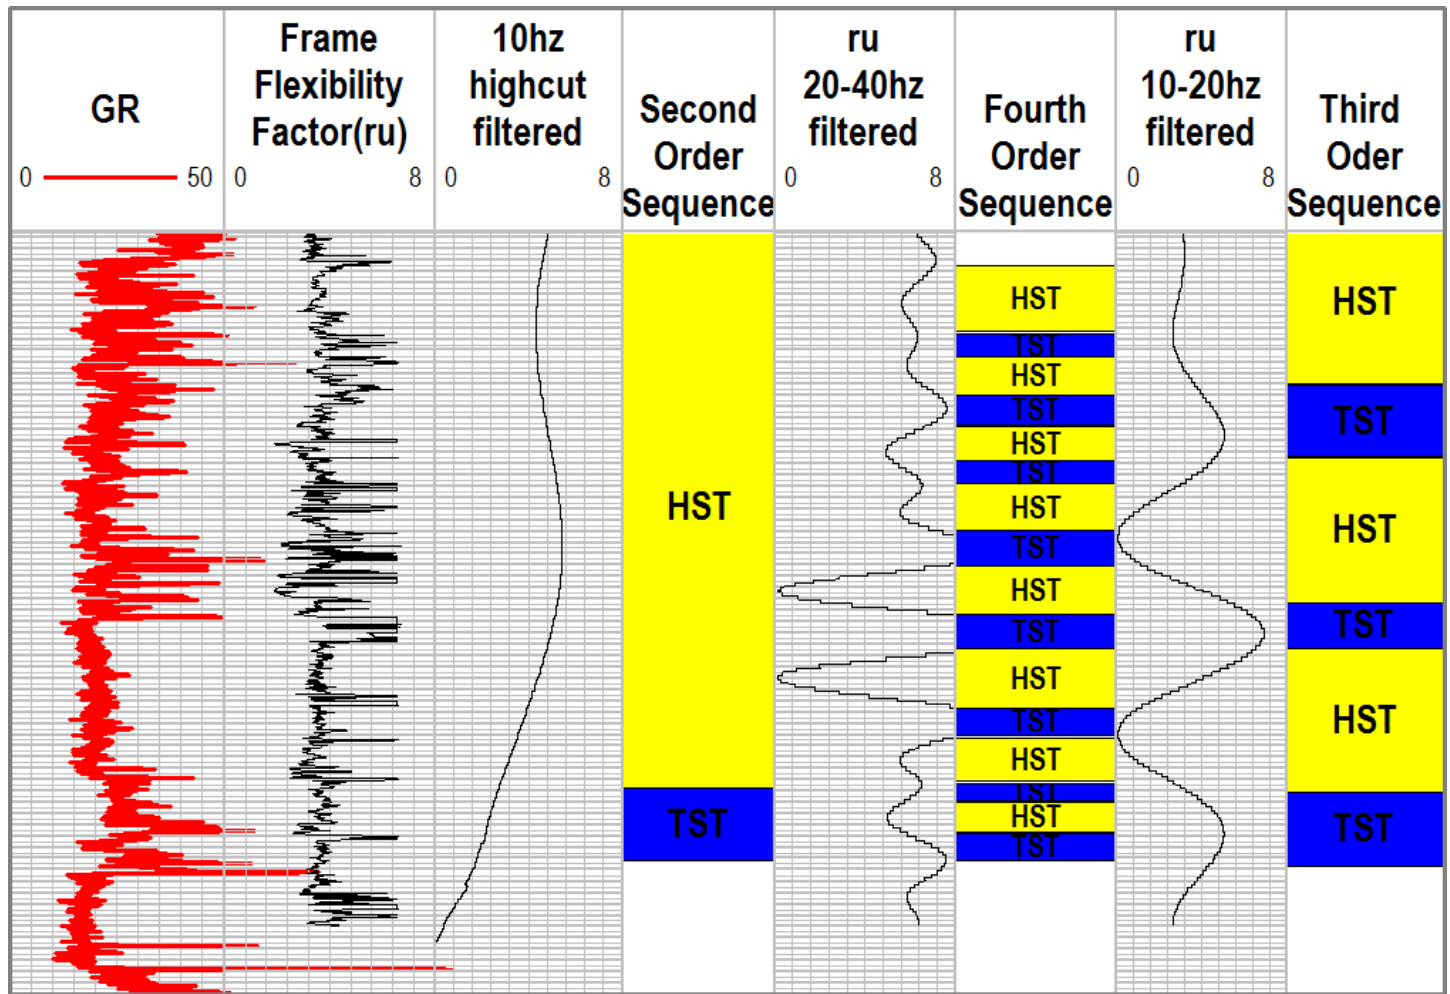 GR
0 50
Frame
Flexibility
Factor(ru)
0 8
10hz
highcut
filtered
0 8
Second
Order
Sequence
ru
20-40hz
filtered
0 8
Fourth
Order
Sequence
ru
10-20hz
filtered
0 8
Third
Oder
Sequence
HST
TST
HST
TST
HST
TST
HST
TST
HST
TST
HST
TST
HST
TST
HST
TST
HST
TST
HST
TST
HST
TST
HST
TST
HST
TST